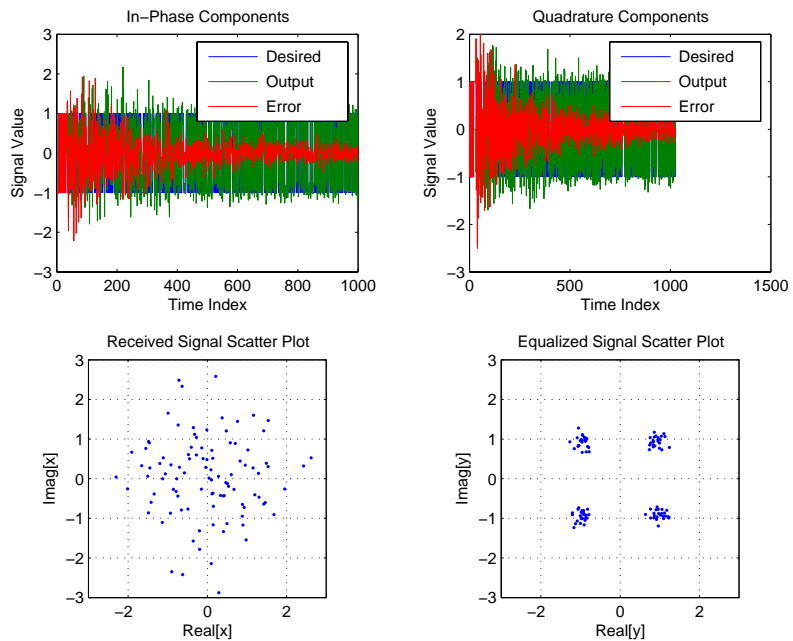 In−Phase Components
3
2
1
0
−1
−2
−3
Signal Value
Desired
Output
Error
0
200
400
600
800
1000
Time Index
Quadrature Components
2
1
0
−1
−2
−3
Signal Value
Desired
Output
Error
0
500
1000
1500
Time Index
Received Signal Scatter Plot
3
2
1
0
−1
−2
−3
Imag[x]
−2
0
2
Real[x]
Equalized Signal Scatter Plot
3
2
1
0
−1
−2
−3
Imag[y]
−2
0
2
Real[y]